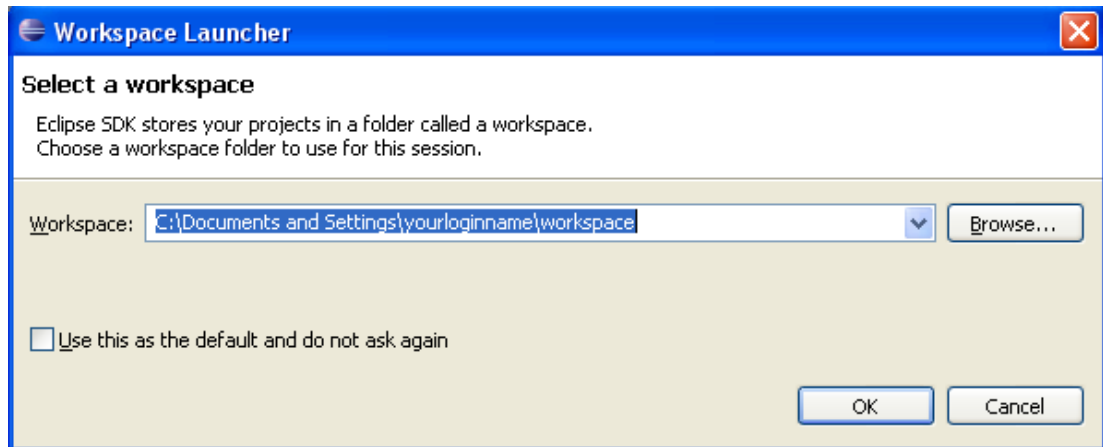 Workspace Launcher
Select a workspace
Eclipse SDK stores your projects in a folder called a workspace.
Choose a workspace folder to use for this session.
Workspace: C:\Documents and Settings\yourloginname\workspace Browse...
Use this as the default and do not ask again
OK Cancel